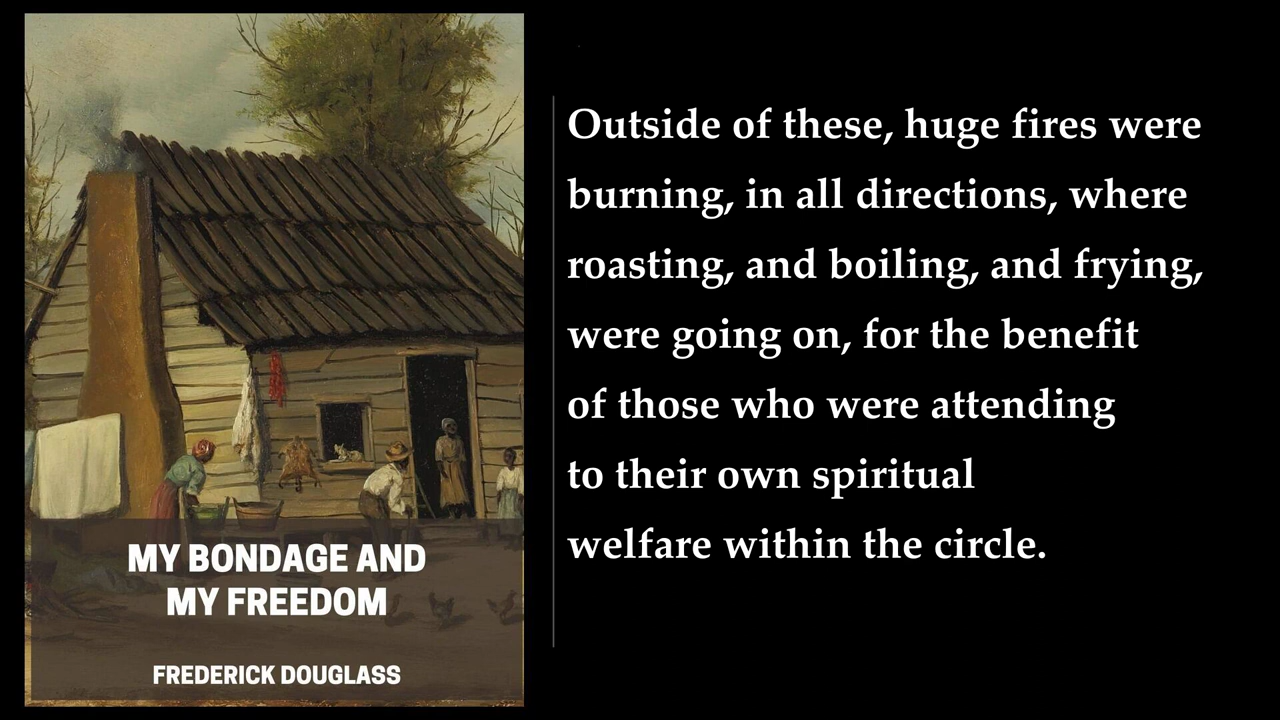 MY BONDAGE AND
MY FREEDOM
FREDERICK DOUGLASS
Outside of these, huge fires were
burning, in all directions, where
roasting, and boiling, and frying,
were going on, for the benefit
of those who were attending
to their own spiritual
welfare within the circle.